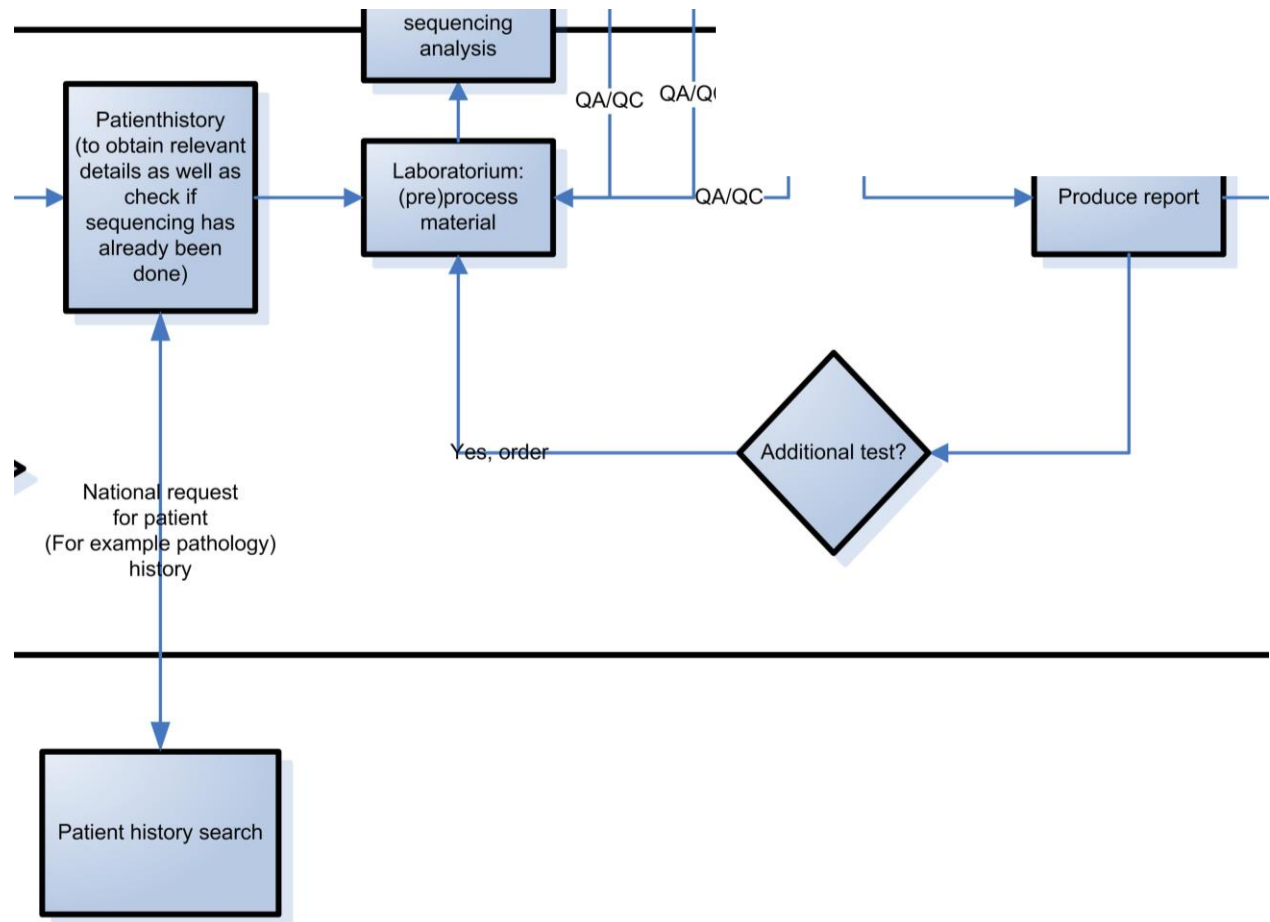 sequencing
analysis
QA/QC
QA/Q
Patienthistory
(to obtain relevant
details as well as
check if
sequencing has
already been
done)
Laboratorium:
(pre)process
material
QA/QC
Produce report
Yes, order
Additional test?
National request
for patient
(For example pathology)
history
Patient history search